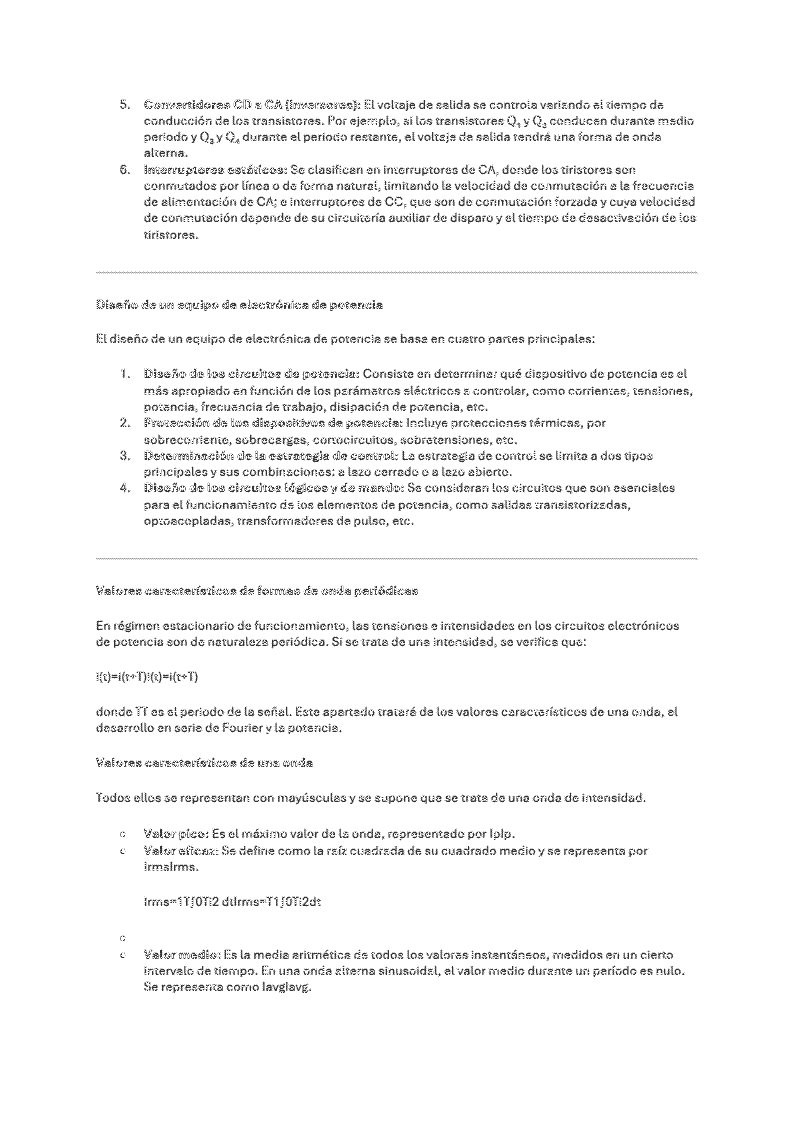 5. Convertidores CD a CA (Inversores): El voltaje de salida se controla variando el tiempo de
conducción de los transistores. Por ejemplo, si los transistores Q₁ y Q₂ conducen durante medio
periodo y Q₃ y Q₄ durante el periodo restante, el voltaje de salida tendrá una forma de onda
alterna.
6. Interruptores estáticos: Se clasifican en interruptores de CA, donde los tiristores son
conmutados por línea o de forma natural, limitando la velocidad de conmutación a la frecuencia
de alimentación de CA; e interruptores de CC, que son de conmutación forzada y cuya velocidad
de conmutación depende de su circuitería auxiliar de disparo y el tiempo de desactivación de los
tiristores.
Diseño de un equipo de electrónica de potencia
El diseño de un equipo de electrónica de potencia se basa en cuatro partes principales:
1. Diseño de los circuitos de potencia: Consiste en determinar qué dispositivo de potencia es el
más apropiado en función de los parámetros eléctricos a controlar, como corrientes, tensiones,
potencia, frecuencia de trabajo, disipación de potencia, etc.
2. Protección de los dispositivos de potencia: Incluye protecciones térmicas, por
sobrecorriente, sobrecargas, cortocircuitos, sobretensiones, etc.
3. Determinación de la estrategia de control: La estrategia de control se limita a dos tipos
principales y sus combinaciones: a lazo cerrado o a lazo abierto.
4. Diseño de los circuitos lógicos y de mando: Se consideran los circuitos que son esenciales
para el funcionamiento de los elementos de potencia, como salidas transistorizadas,
optoacopladas, transformadores de pulso, etc.
Valores característicos de formas de onda periódicas
En régimen estacionario de funcionamiento, las tensiones e intensidades en los circuitos electrónicos
de potencia son de naturaleza periódica. Si se trata de una intensidad, se verifica que:
i(t)=i(t+T)i(t)=i(t+T)
donde TT es el periodo de la señal. Este apartado tratará de los valores característicos de una onda, el
desarrollo en serie de Fourier y la potencia.
Valores característicos de una onda
Todos ellos se representan con mayúsculas y se supone que se trata de una onda de intensidad.
○ Valor pico: Es el máximo valor de la onda, representado por IpIp.
○ Valor eficaz: Se define como la raíz cuadrada de su cuadrado medio y se representa por
IrmsIrms.
Irms=1T∫0Ti2 dtIrms=T1∫0Ti2dt
○
○ Valor medio: Es la media aritmética de todos los valores instantáneos, medidos en un cierto
intervalo de tiempo. En una onda alterna sinusoidal, el valor medio durante un período es nulo.
Se representa como IavgIavg.